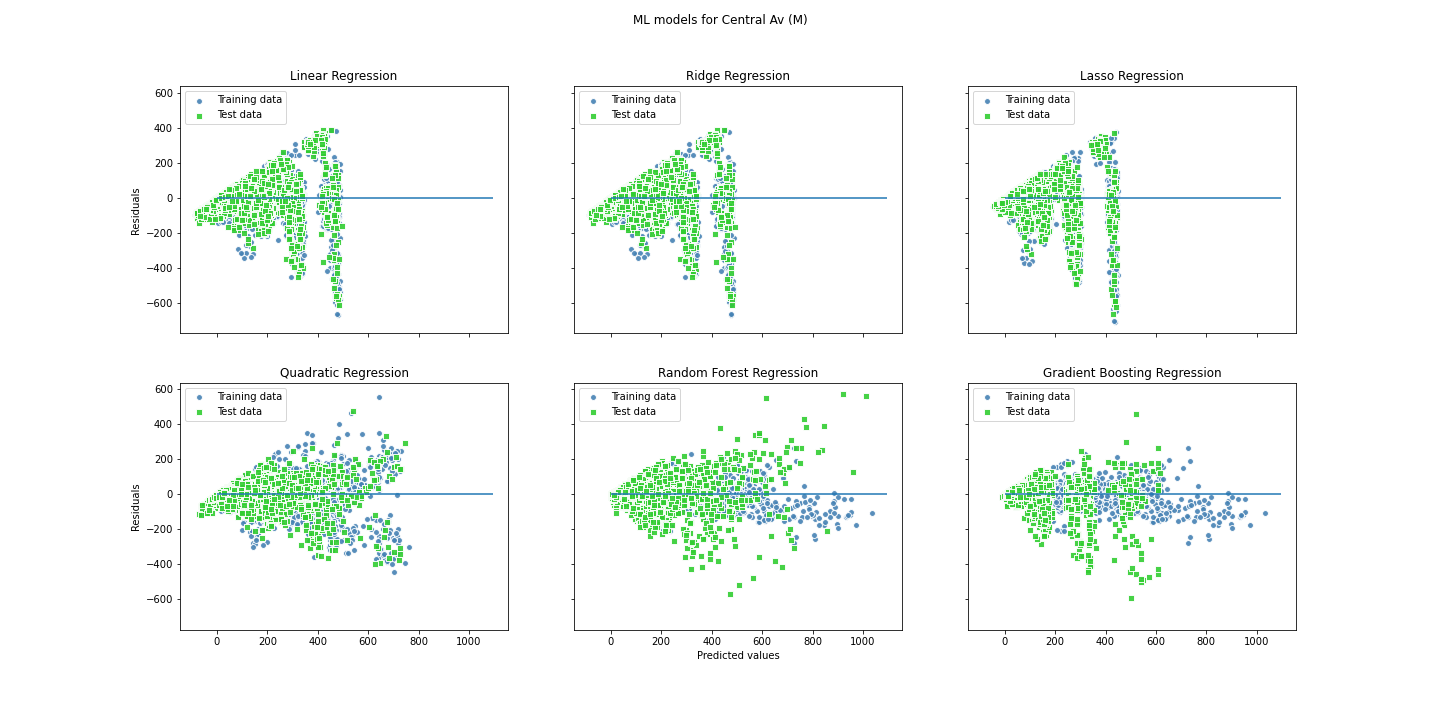 ML models for Central Av (M)
Linear Regression
Ridge Regression
Lasso Regression
600
400
200
0
−200
−400
−600
Residuals
Training data
Test data
Training data
Test data
Training data
Test data
Quadratic Regression
Random Forest Regression
Gradient Boosting Regression
600
400
200
0
−200
−400
−600
Residuals
Training data
Test data
Training data
Test data
Training data
Test data
0 200 400 600 800 1000
0 200 400 600 800 1000
0 200 400 600 800 1000
Predicted values